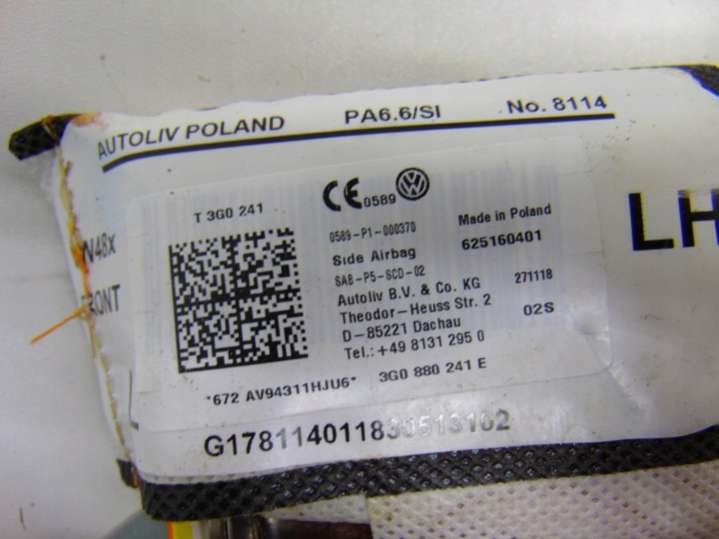 AUTOLIV POLAND PA6.6/SI No. 8114
T 3G0 241
CE 0589 VW
0589-P1-000370 Made in Poland
Side Airbag 625160401
SAB-P5-SCD-02
Autoliv B.V. & Co. KG 271118
Theodor-Heuss Str. 2 02S
D-85221 Dachau
Tel.: +49 8131 295 0
*672 AV94311HJU6* 3G0 880 241 E
LH